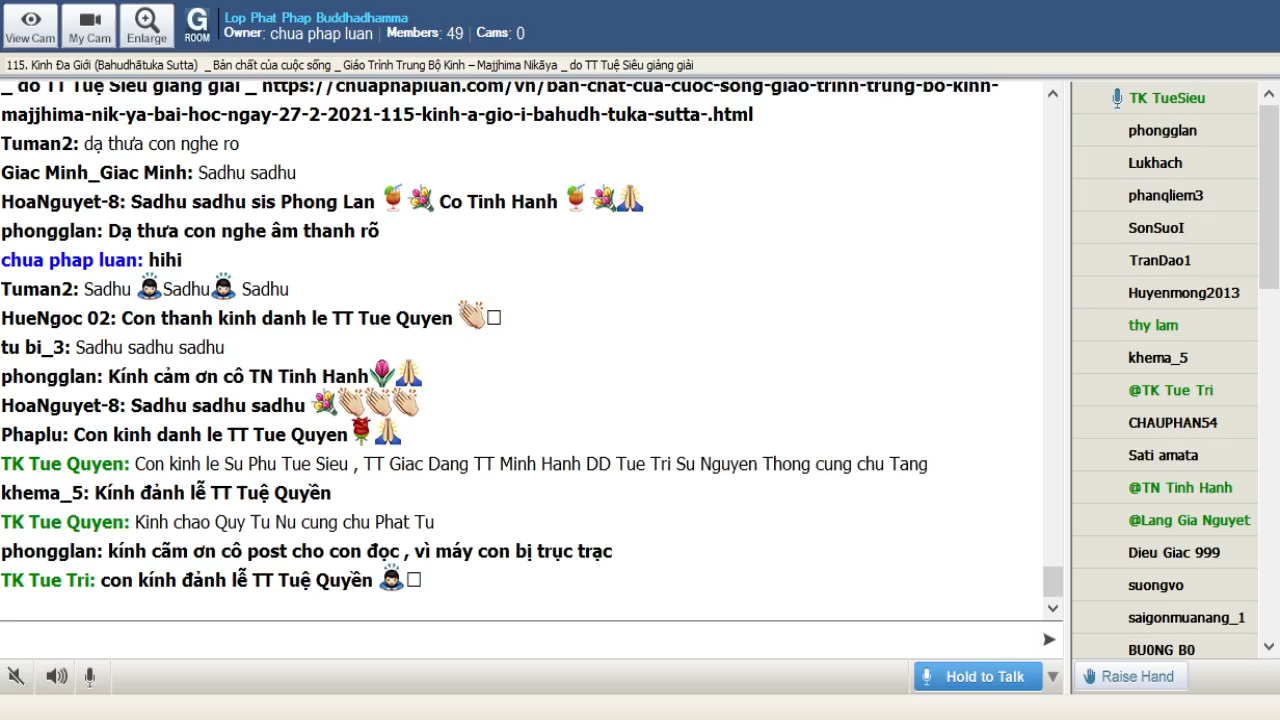 View Cam
My Cam
Enlarge
G
ROOM
Lop Phat Phap Buddhadhamma
Owner: chua phap luan | Members: 49 | Cams: 0
115. Kinh Đa Giới (Bahudhātuka Sutta) _ Bản chất của cuộc sống _ Giáo Trình Trung Bộ Kinh – Majjhima Nikāya _ do TT Tuệ Siêu giảng giải
_ do TT Tuệ Siêu giảng giải _ https://chuaphapluan.com/vn/ban-chat-cua-cuoc-song-giao-trinh-trung-bo-kinh-
majjhima-nik-ya-bai-hoc-ngay-27-2-2021-115-kinh-a-gio-i-bahudh-tuka-sutta-.html
Tuman2: dạ thưa con nghe ro
Giac Minh_Giac Minh: Sadhu sadhu
HoaNguyet-8: Sadhu sadhu sis Phong Lan 🍹💐 Co Tinh Hanh 🍹💐🙏
phongglan: Dạ thưa con nghe âm thanh rõ
chua phap luan: hihi
Tuman2: Sadhu 🙇Sadhu🙇 Sadhu
HueNgoc 02: Con thanh kinh danh le TT Tue Quyen 👏□
tu bi_3: Sadhu sadhu sadhu
phongglan: Kính cảm ơn cô TN Tinh Hanh🌷🙏
HoaNguyet-8: Sadhu sadhu sadhu 💐👏👏👏
Phaplu: Con kinh danh le TT Tue Quyen🌹🙏
TK Tue Quyen: Con kinh le Su Phu Tue Sieu , TT Giac Dang TT Minh Hanh DD Tue Tri Su Nguyen Thong cung chu Tang
khema_5: Kính đảnh lễ TT Tuệ Quyền
TK Tue Quyen: Kinh chao Quy Tu Nu cung chu Phat Tu
phongglan: kính cãm ơn cô post cho con đọc , vì máy con bị trục trạc
TK Tue Tri: con kính đảnh lễ TT Tuệ Quyền 🙇□
Hold to Talk
TK TueSieu
phongglan
Lukhach
phanqliem3
SonSuoI
TranDao1
Huyenmong2013
thy lam
khema_5
@TK Tue Tri
CHAUPHAN54
Sati amata
@TN Tinh Hanh
@Lang Gia Nguyet
Dieu Giac 999
suongvo
saigonmuanang_1
BU0NG B0
Raise Hand